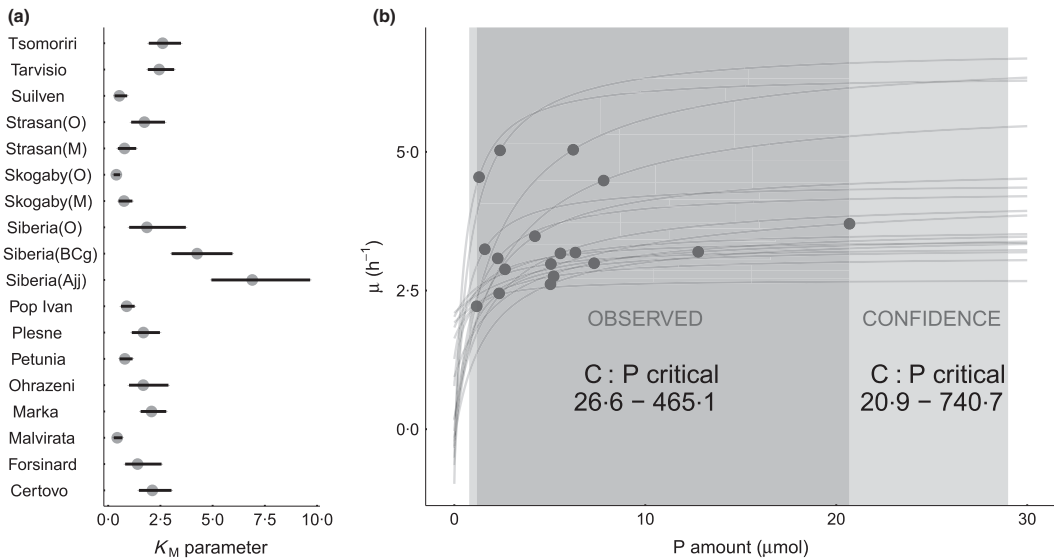 (a)
Tsomoriri
Tarvisio
Suilven
Strasan(O)
Strasan(M)
Skogaby(O)
Skogaby(M)
Siberia(O)
Siberia(BCg)
Siberia(Ajj)
Pop Ivan
Plesne
Petunia
Ohrazeni
Marka
Malvirata
Forsinard
Certovo
0·0 2·5 5·0 7·5 10·0
KM parameter
(b)
μ (h−1)
5·0
2·5
0·0
OBSERVED
C : P critical
26·6 − 465·1
CONFIDENCE
C : P critical
20·9 − 740·7
0 10 20 30
P amount (μmol)